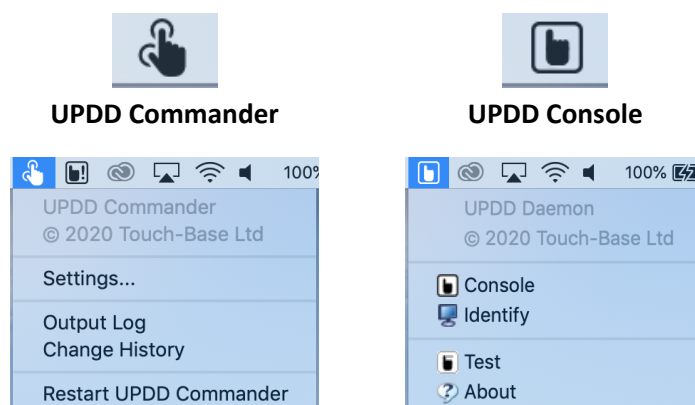 UPDD Commander
UPDD Console
100%
UPDD Commander
© 2020 Touch-Base Ltd
Settings...
Output Log
Change History
Restart UPDD Commander
100%
UPDD Daemon
© 2020 Touch-Base Ltd
Console
Identify
Test
About